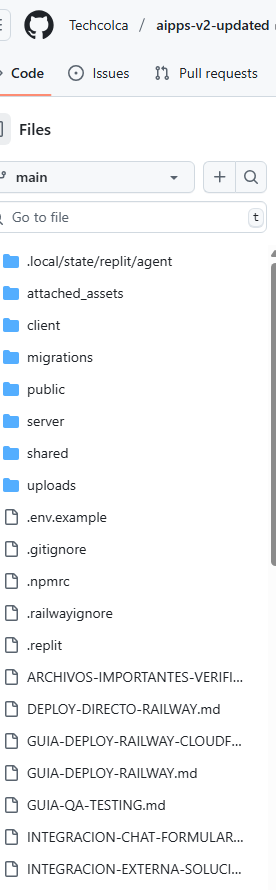 Techcolca / aipps-v2-updated
Code Issues Pull requests
Files
main
Go to file t
.local/state/replit/agent
attached_assets
client
migrations
public
server
shared
uploads
.env.example
.gitignore
.npmrc
.railwayignore
.replit
ARCHIVOS-IMPORTANTES-VERIFI...
DEPLOY-DIRECTO-RAILWAY.md
GUIA-DEPLOY-RAILWAY-CLOUDF...
GUIA-DEPLOY-RAILWAY.md
GUIA-QA-TESTING.md
INTEGRACION-CHAT-FORMULAR...
INTEGRACION-EXTERNA-SOLUCI...